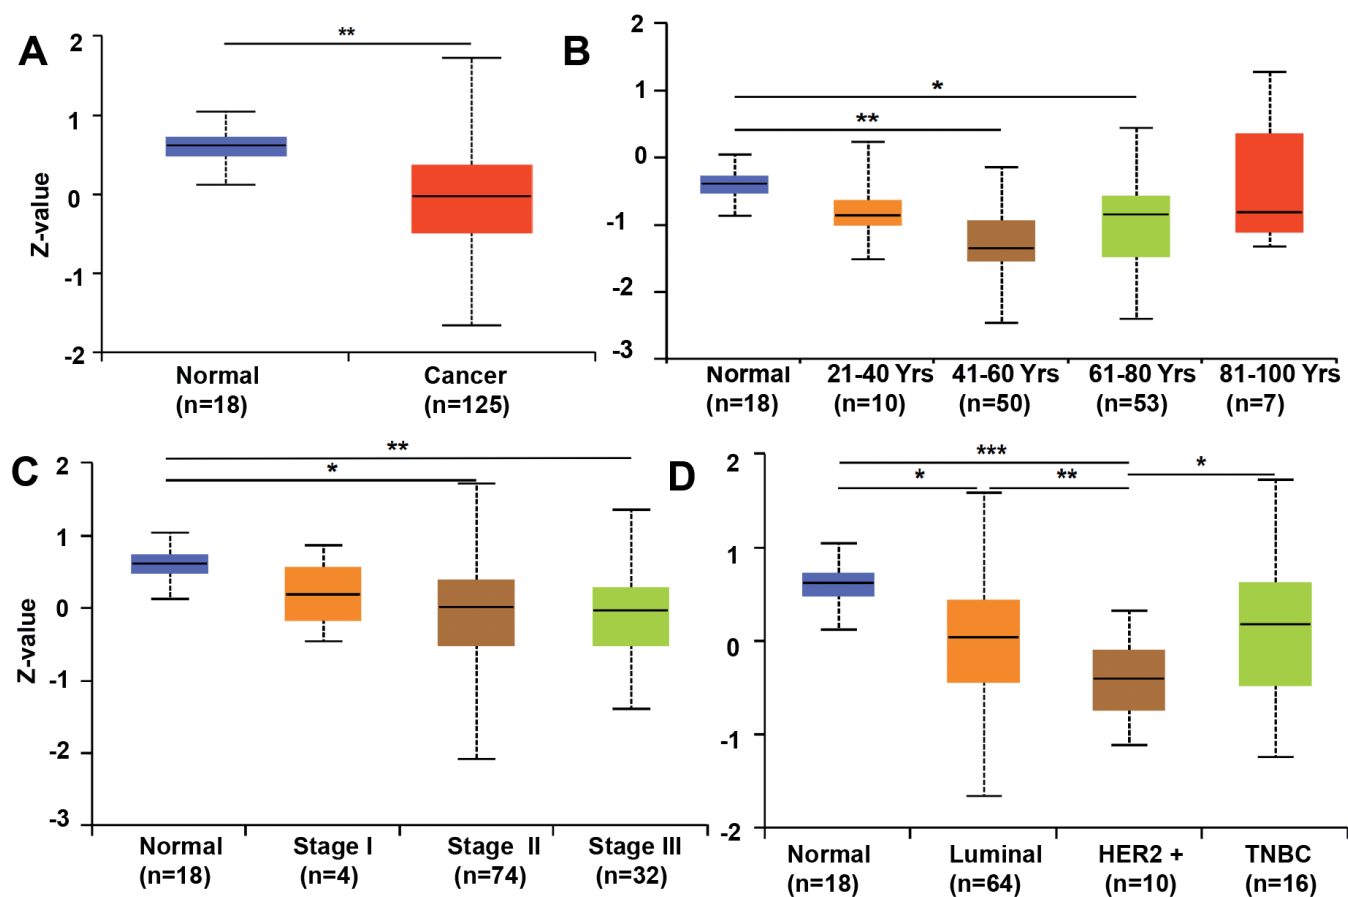 A
Z-value
2
1
0
-1
-2
**
Normal
(n=18)
Cancer
(n=125)
B
2
1
0
-1
-2
-3
*
**
Normal
(n=18)
21-40 Yrs
(n=10)
41-60 Yrs
(n=50)
61-80 Yrs
(n=53)
81-100 Yrs
(n=7)
C
Z-value
2
1
0
-1
-2
-3
**
*
Normal
(n=18)
Stage I
(n=4)
Stage II
(n=74)
Stage III
(n=32)
D
2
1
0
-1
-2
***
*
**
*
Normal
(n=18)
Luminal
(n=64)
HER2 +
(n=10)
TNBC
(n=16)